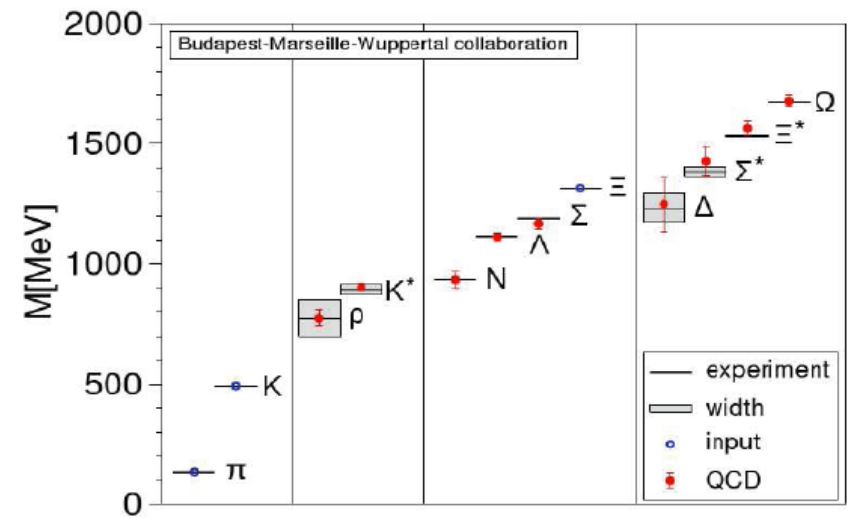 2000
Budapest-Marseille-Wuppertal collaboration
1500
1000
500
0
M[MeV]
π
K
ρ
K*
N
Λ
Σ
Ξ
Δ
Σ*
Ξ*
Ω
experiment
width
input
QCD